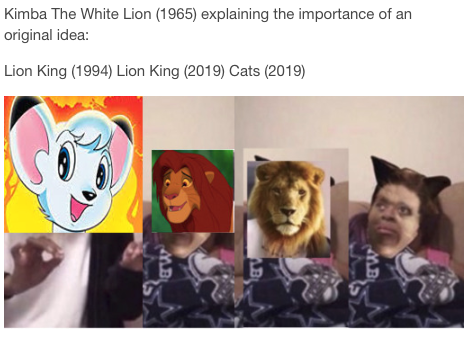 Kimba The White Lion (1965) explaining the importance of an
original idea:
Lion King (1994) Lion King (2019) Cats (2019)